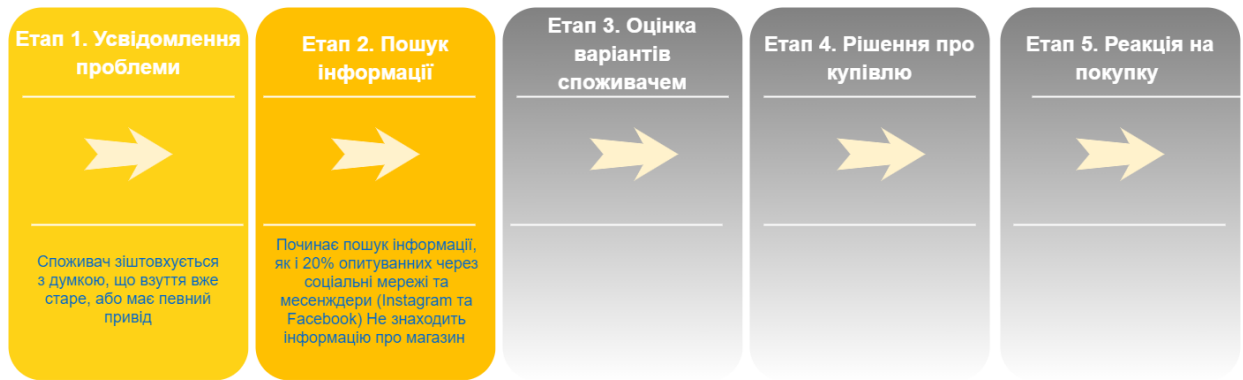 Етап 1. Усвідомлення
проблеми
Споживач зіштовхується
з думкою, що взуття вже
старе, або має певний
привід
Етап 2. Пошук
інформації
Починає пошук інформації,
як і 20% опитуванних через
соціальні мережі та
месенждери (Instagram та
Facebook) Не знаходить
інформацію про магазин
Етап 3. Оцінка
варіантів
споживачем
Етап 4. Рішення про
купівлю
Етап 5. Реакція на
покупку